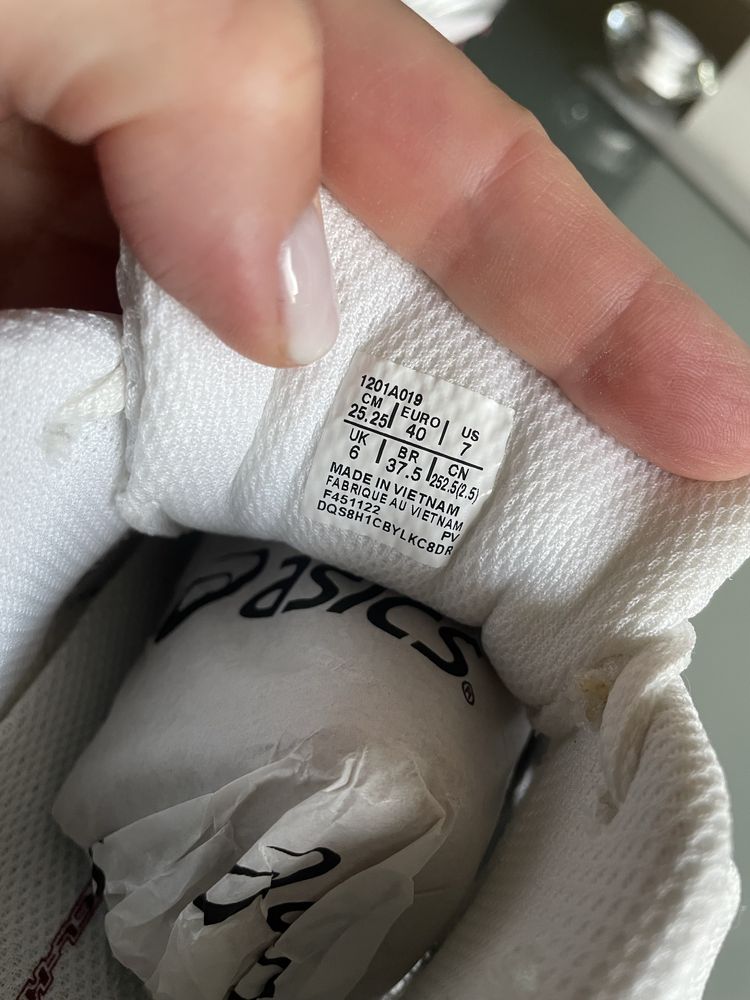 1201A019
CM EURO US
25.25 40 7
UK BR CN
6 37.5 252.5(2.5)
MADE IN VIETNAM
FABRIQUE AU VIETNAM
F451122 PV
DQS8H1CBYLKC8DR
asics®